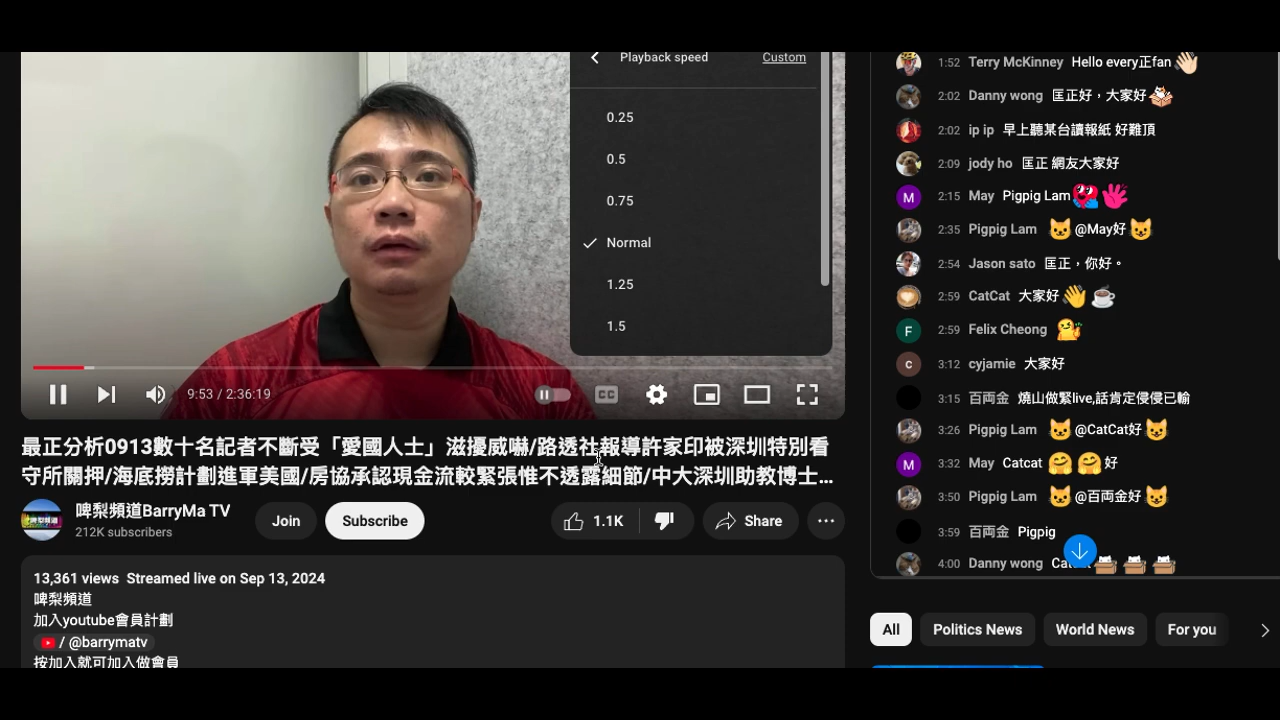 Playback speed
Custom
0.25
0.5
0.75
Normal
1.25
1.5
9:53 / 2:36:19
CC
最正分析0913數十名記者不斷受「愛國人士」滋擾威嚇/路透社報導許家印被深圳特別看
守所關押/海底撈計劃進軍美國/房協承認現金流較緊張惟不透露細節/中大深圳助教博士...
啤梨頻道BarryMa TV
212K subscribers
Join
Subscribe
1.1K
Share
13,361 views Streamed live on Sep 13, 2024
啤梨頻道
加入youtube會員計劃
/ @barrymatv
按加入就可加入做會員
1:52 Terry McKinney Hello every正fan
2:02 Danny wong 匡正好，大家好
2:02 ip ip 早上聽某台讀報紙 好難頂
2:09 jody ho 匡正 網友大家好
M 2:15 May Pigpig Lam
2:35 Pigpig Lam @May好
2:54 Jason sato 匡正，你好。
2:59 CatCat 大家好
F 2:59 Felix Cheong
c 3:12 cyjamie 大家好
3:15 百両金 燒山做緊live,話肯定侵侵已輸
3:26 Pigpig Lam @CatCat好
M 3:32 May Catcat 好
3:50 Pigpig Lam @百両金好
3:59 百両金 Pigpig
4:00 Danny wong
All
Politics News
World News
For you